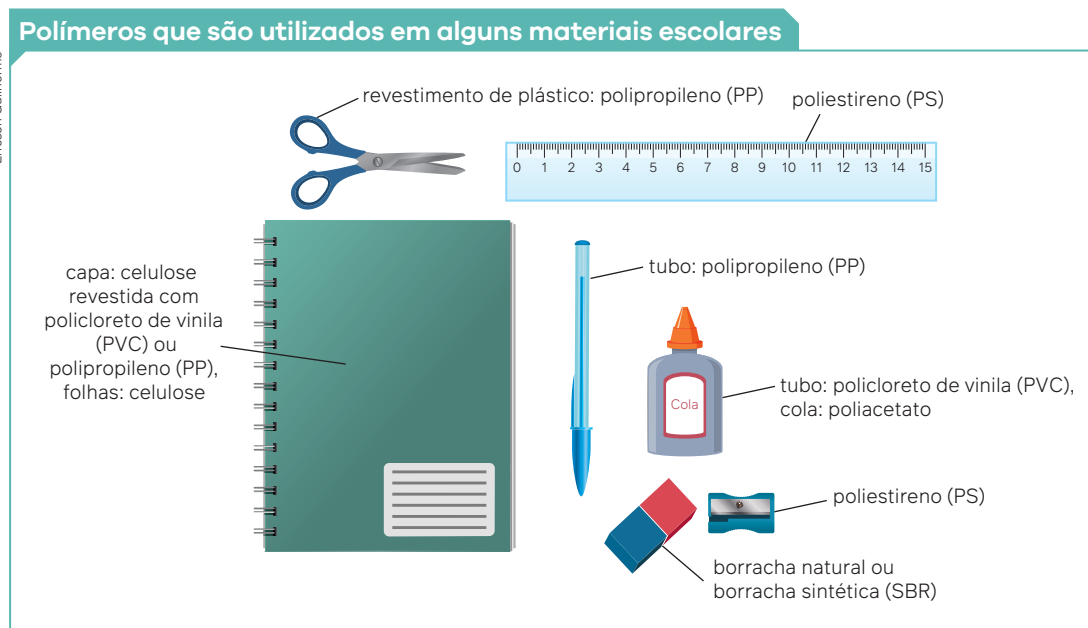 Polímeros que são utilizados em alguns materiais escolares
revestimento de plástico: polipropileno (PP)
poliestireno (PS)
0 1 2 3 4 5 6 7 8 9 10 11 12 13 14 15
capa: celulose
revestida com
policloreto de vinila
(PVC) ou
polipropileno (PP),
folhas: celulose
tubo: polipropileno (PP)
Cola
tubo: policloreto de vinila (PVC),
cola: poliacetato
poliestireno (PS)
borracha natural ou
borracha sintética (SBR)